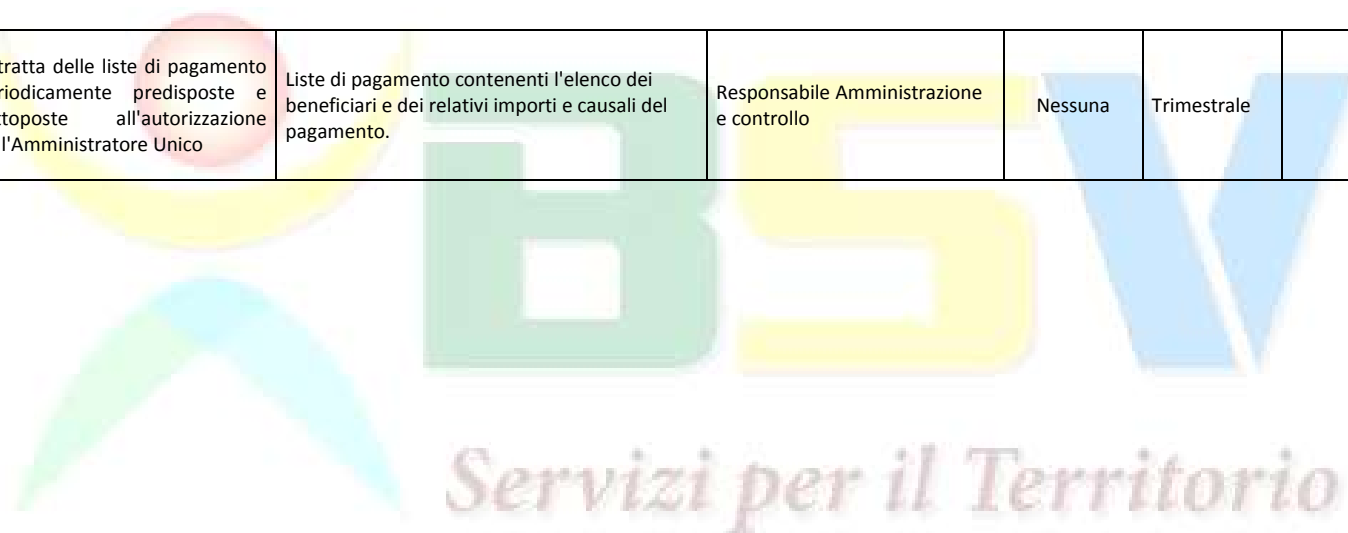 tratta delle liste di pagamento
riodicamente predisposte e
ttoposte all'autorizzazione
l'Amministratore Unico
Liste di pagamento contenenti l'elenco dei
beneficiari e dei relativi importi e causali del
pagamento.
Responsabile Amministrazione
e controllo
Nessuna
Trimestrale
BSV
Servizi per il Territorio